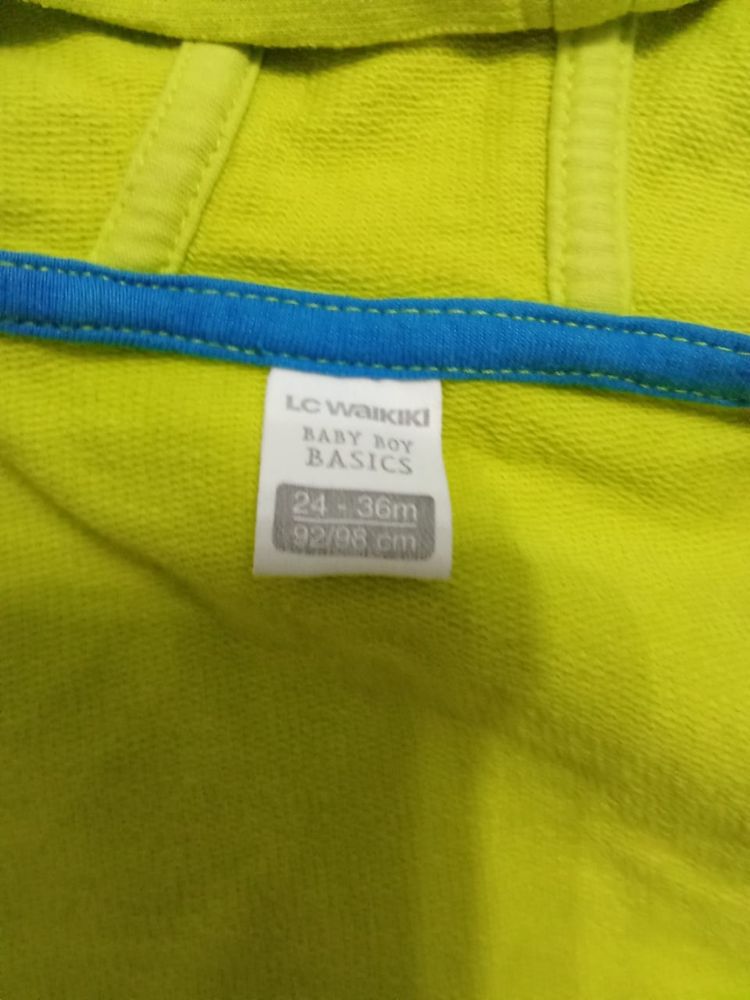 LC WAIKIKI
BABY BOY
BASICS
24 - 36m
92/98 cm